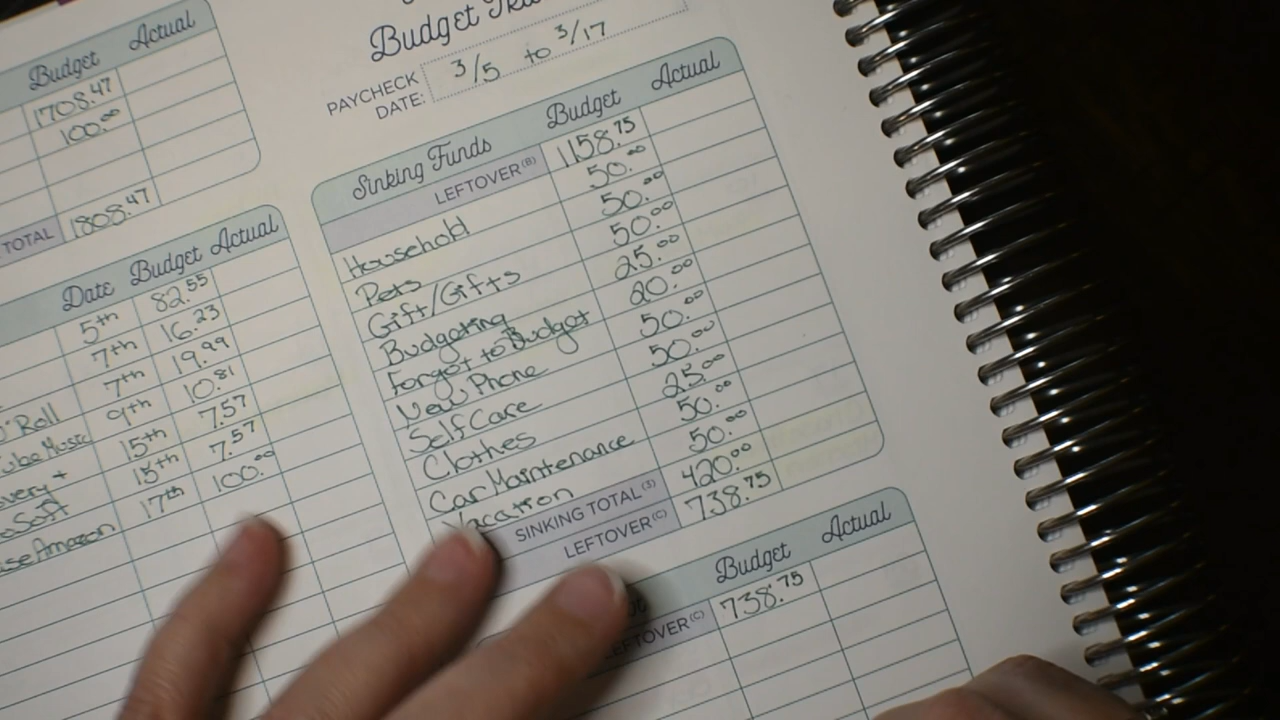 Budget Actual
1708.47
100.00
TOTAL 1808.47
Date Budget Actual
5th 82.55
7th 16.23
7th 19.99
Roll 9th 10.81
Music 15th 7.57
15th 7.57
Amazon 17th 100.00
Budget
PAYCHECK DATE: 3/5 to 3/17
Sinking Funds Budget Actual
LEFTOVER(B) 1158.75
Household 50.00
Pets 50.00
Gift/Gifts 50.00
Budgeting 25.00
Forgot to Budget 20.00
New Phone 50.00
Self Care 50.00
Clothes 25.00
Car Maintenance 50.00
Vacation 50.00
SINKING TOTAL(3) 420.00
LEFTOVER(C) 738.75
Budget Actual
LEFTOVER(C) 738.75